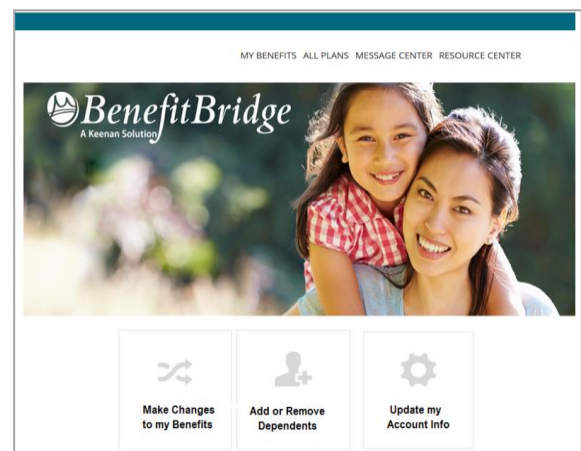 MY BENEFITS ALL PLANS MESSAGE CENTER RESOURCE CENTER
BenefitBridge
A Keenan Solution
Make Changes
to my Benefits
Add or Remove
Dependents
Update my
Account Info